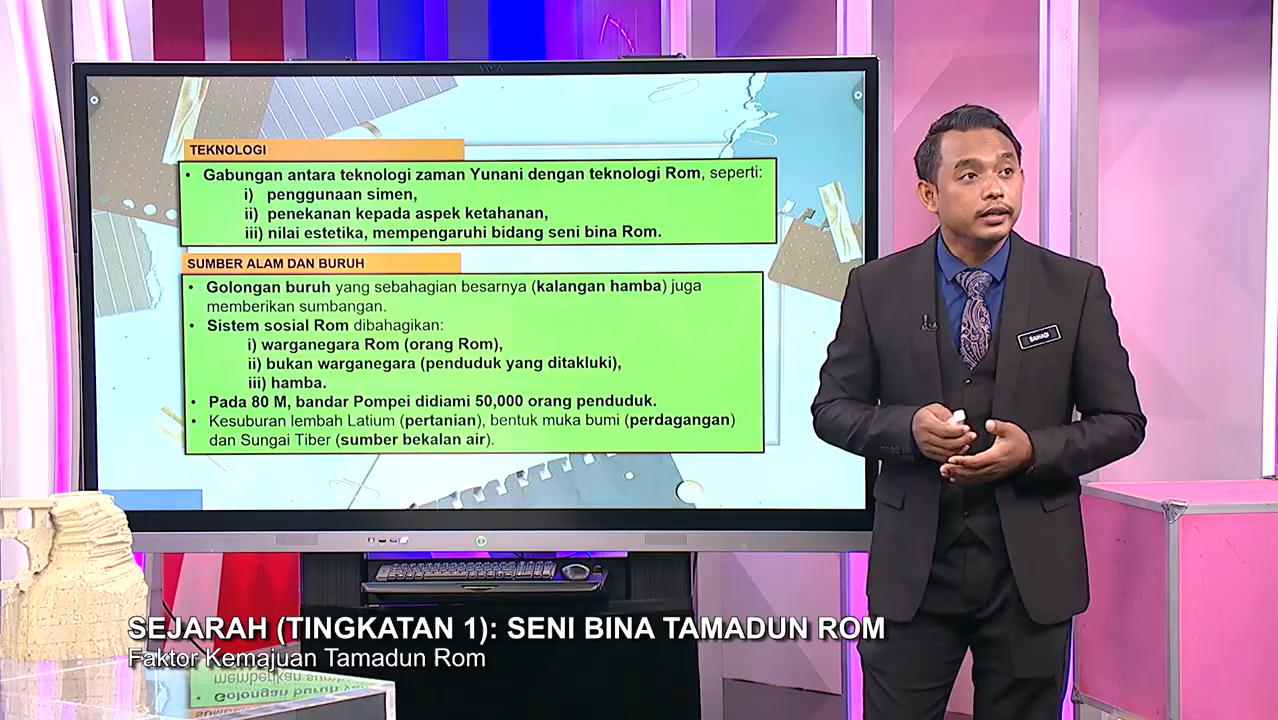 TEKNOLOGI
• Gabungan antara teknologi zaman Yunani dengan teknologi Rom, seperti:
i) penggunaan simen,
ii) penekanan kepada aspek ketahanan,
iii) nilai estetika, mempengaruhi bidang seni bina Rom.
SUMBER ALAM DAN BURUH
• Golongan buruh yang sebahagian besarnya (kalangan hamba) juga
memberikan sumbangan.
• Sistem sosial Rom dibahagikan:
i) warganegara Rom (orang Rom),
ii) bukan warganegara (penduduk yang ditakluki),
iii) hamba.
• Pada 80 M, bandar Pompei didiami 50,000 orang penduduk.
• Kesuburan lembah Latium (pertanian), bentuk muka bumi (perdagangan)
dan Sungai Tiber (sumber bekalan air).
SEJARAH (TINGKATAN 1): SENI BINA TAMADUN ROM
Faktor Kemajuan Tamadun Rom